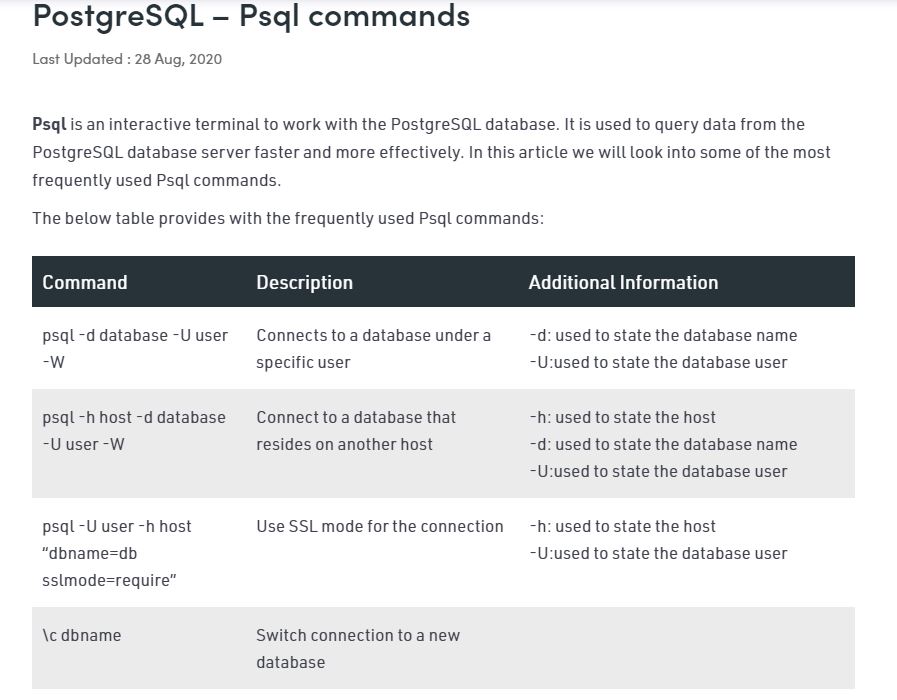 PostgreSQL – Psql commands
Last Updated : 28 Aug, 2020
Psql is an interactive terminal to work with the PostgreSQL database. It is used to query data from the
PostgreSQL database server faster and more effectively. In this article we will look into some of the most
frequently used Psql commands.
The below table provides with the frequently used Psql commands:
Command Description Additional Information
psql -d database -U user
-W
Connects to a database under a
specific user
-d: used to state the database name
-U:used to state the database user
psql -h host -d database
-U user -W
Connect to a database that
resides on another host
-h: used to state the host
-d: used to state the database name
-U:used to state the database user
psql -U user -h host
“dbname=db
sslmode=require“
Use SSL mode for the connection
-h: used to state the host
-U:used to state the database user
\c dbname
Switch connection to a new
database